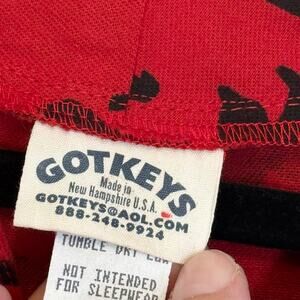 GOTKEYS
Made in
New Hampshire U.S.A.
GOTKEYS@AOL.COM
888-248-9924
TUMBLE DRY LOW
NOT INTENDED
FOR SLEEPWEAR